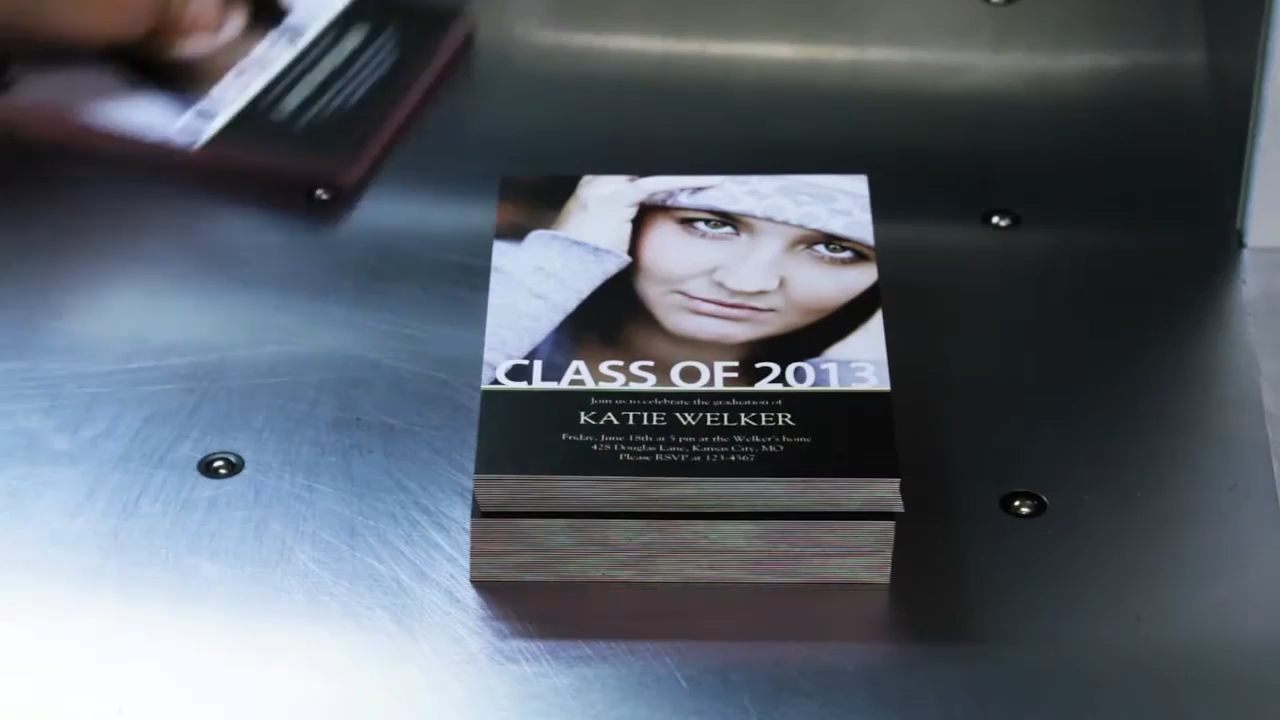 CLASS OF 2013
Join us to celebrate the graduation of
KATIE WELKER
Friday, June 18th at 5 pm at the Welker's home
428 Douglas Lane, Kansas City, MO
Please RSVP at 123-4567